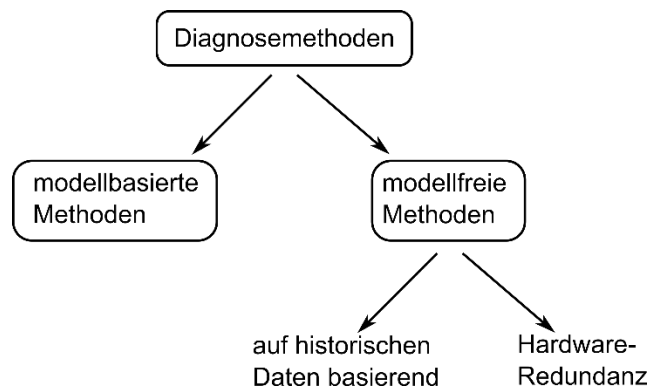 Diagnosemethoden
modellbasierte
Methoden
modellfreie
Methoden
auf historischen
Daten basierend
Hardware-
Redundanz